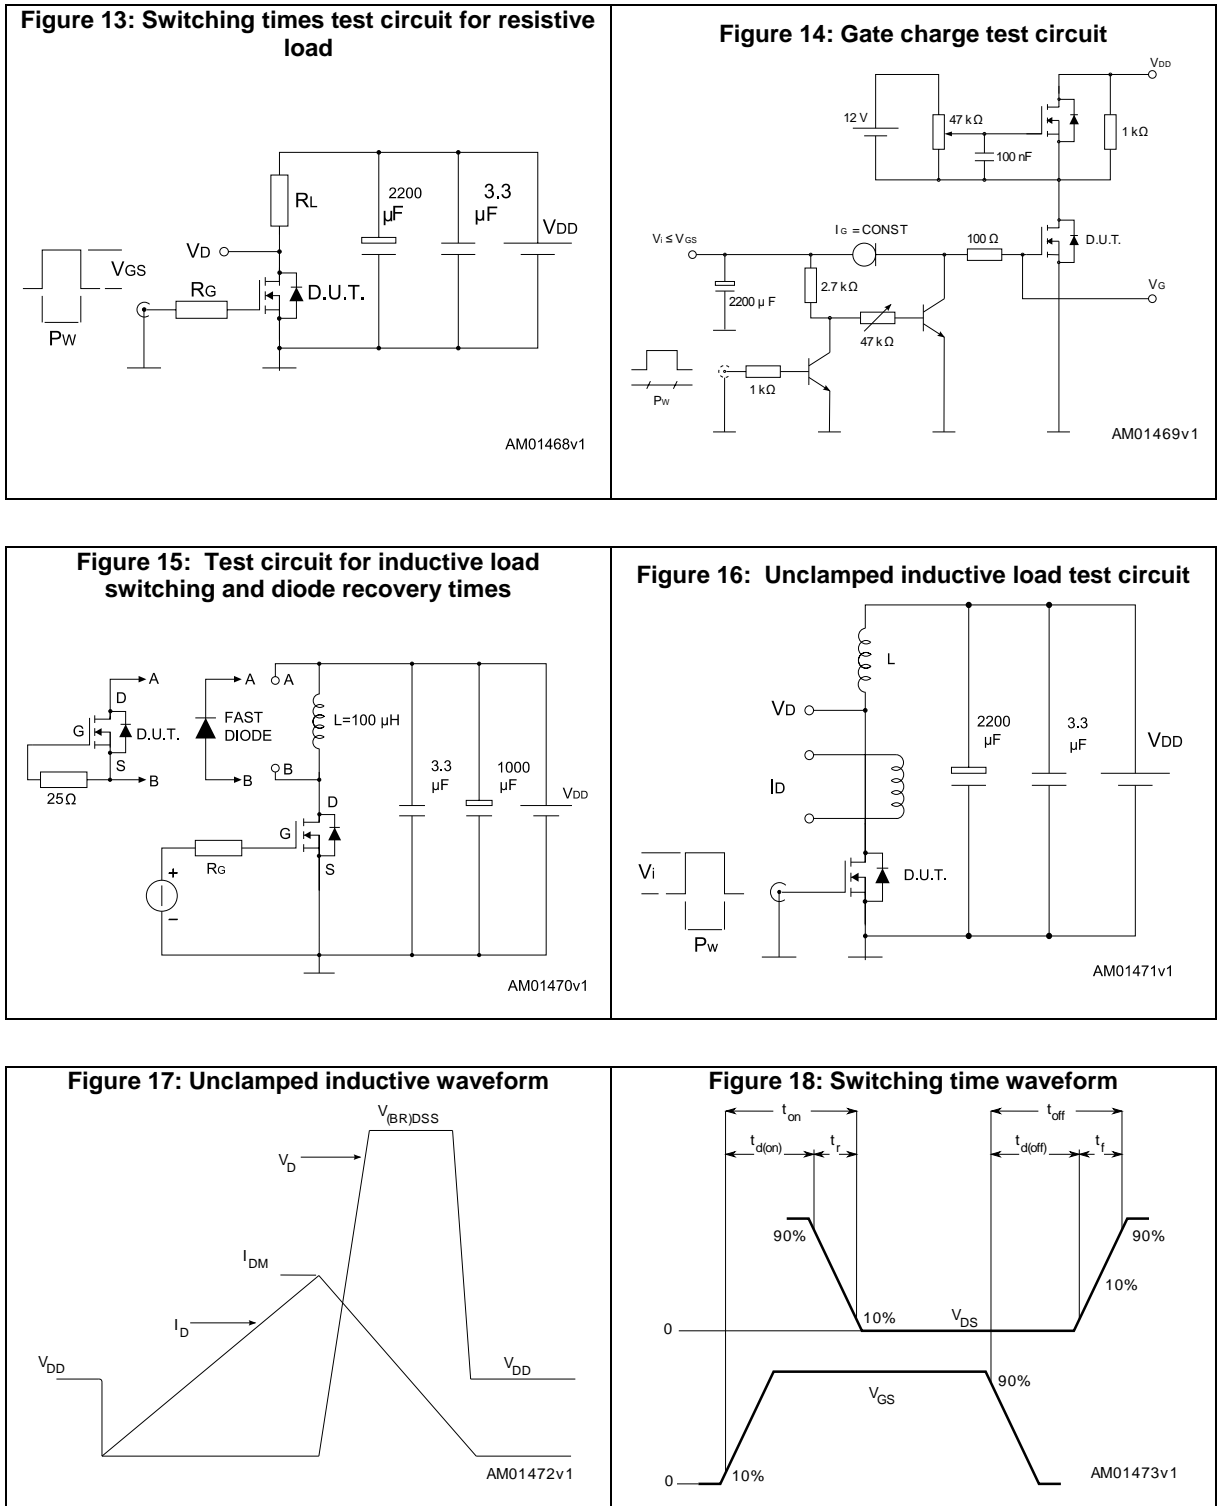 Figure 13: Switching times test circuit for resistive
load
RL
2200
µF
3.3
µF
VDD
VD
VGS
RG
D.U.T.
PW
AM01468v1
Figure 14: Gate charge test circuit
VDD
12 V
47 kΩ
1 kΩ
100 nF
Vi ≤ VGS
IG = CONST
100 Ω
D.U.T.
2.7 kΩ
VG
2200 µF
47 kΩ
1 kΩ
PW
AM01469v1
Figure 15: Test circuit for inductive load
switching and diode recovery times
A
D
G
D.U.T.
S
B
25Ω
A
FAST
DIODE
B
A
L=100 µH
B
3.3
µF
1000
µF
VDD
D
G
S
RG
+
–
AM01470v1
Figure 16: Unclamped inductive load test circuit
L
VD
2200
µF
3.3
µF
VDD
ID
Vi
D.U.T.
PW
AM01471v1
Figure 17: Unclamped inductive waveform
V(BR)DSS
VD
IDM
ID
VDD
VDD
AM01472v1
Figure 18: Switching time waveform
ton
toff
td(on)
tr
td(off)
tf
90%
90%
10%
10%
0
VDS
90%
VGS
0
10%
AM01473v1